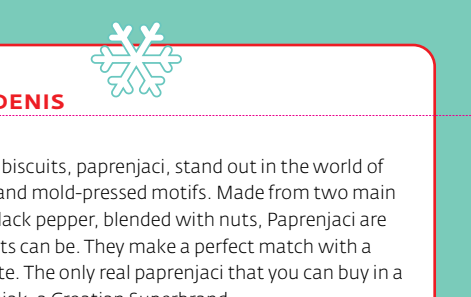 DENIS
biscuits, paprenjaci, stand out in the world of
and mold-pressed motifs. Made from two main
lack pepper, blended with nuts, Paprenjaci are
ts can be. They make a perfect match with a
te. The only real paprenjaci that you can buy in a
a Croatian Superbrand